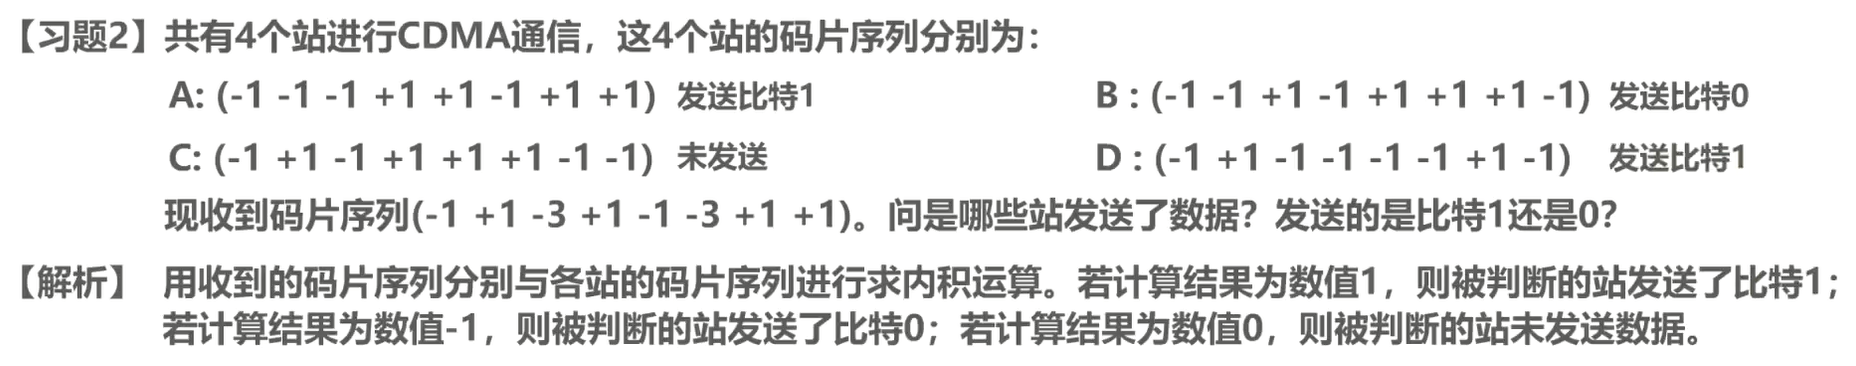 【习题2】共有4个站进行CDMA通信，这4个站的码片序列分别为：
A: (-1 -1 -1 +1 +1 -1 +1 +1) 发送比特1 B : (-1 -1 +1 -1 +1 +1 +1 -1) 发送比特0
C: (-1 +1 -1 +1 +1 +1 -1 -1) 未发送 D : (-1 +1 -1 -1 -1 -1 +1 -1) 发送比特1
现收到码片序列(-1 +1 -3 +1 -1 -3 +1 +1)。问是哪些站发送了数据？发送的是比特1还是0？
【解析】 用收到的码片序列分别与各站的码片序列进行求内积运算。若计算结果为数值1，则被判断的站发送了比特1；
若计算结果为数值-1，则被判断的站发送了比特0；若计算结果为数值0，则被判断的站未发送数据。